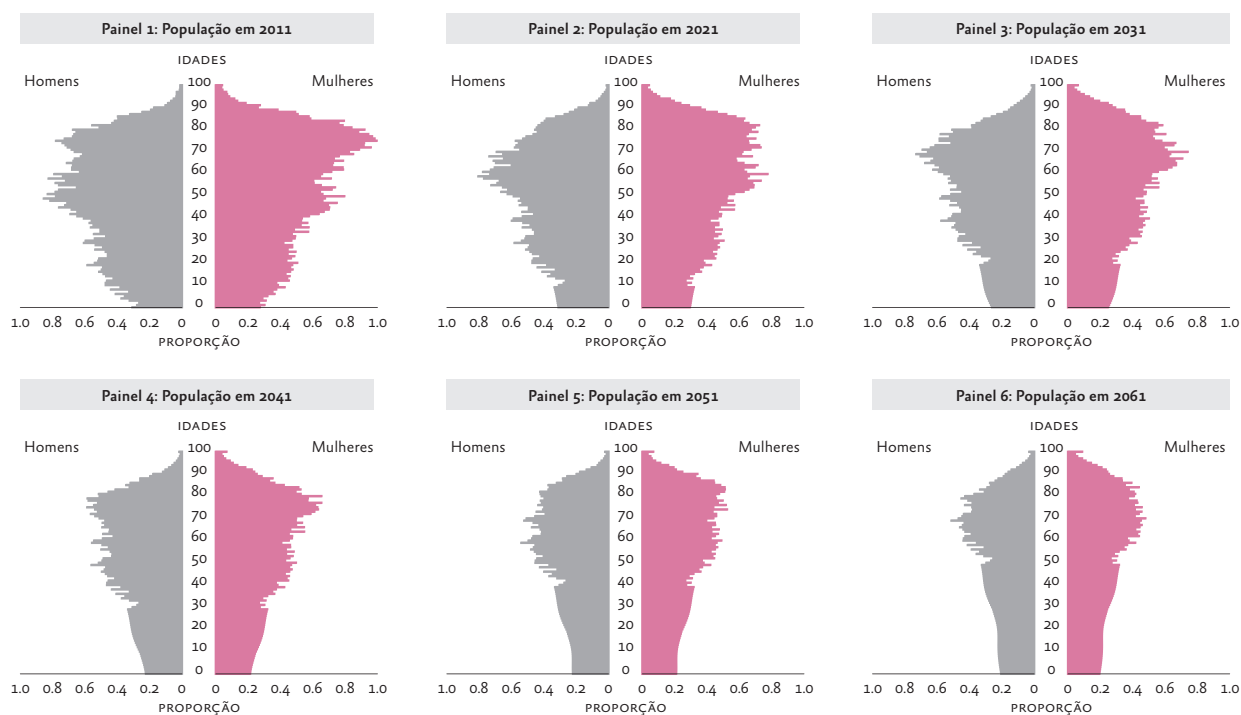 Painel 1: População em 2011
IDADES
Homens
Mulheres
100
90
80
70
60
50
40
30
20
10
0
1.0 0.8 0.6 0.4 0.2 0
0 0.2 0.4 0.6 0.8 1.0
PROPORÇÃO
Painel 2: População em 2021
IDADES
Homens
Mulheres
100
90
80
70
60
50
40
30
20
10
0
1.0 0.8 0.6 0.4 0.2 0
0 0.2 0.4 0.6 0.8 1.0
PROPORÇÃO
Painel 3: População em 2031
IDADES
Homens
Mulheres
100
90
80
70
60
50
40
30
20
10
0
1.0 0.8 0.6 0.4 0.2 0
0 0.2 0.4 0.6 0.8 1.0
PROPORÇÃO
Painel 4: População em 2041
IDADES
Homens
Mulheres
100
90
80
70
60
50
40
30
20
10
0
1.0 0.8 0.6 0.4 0.2 0
0 0.2 0.4 0.6 0.8 1.0
PROPORÇÃO
Painel 5: População em 2051
IDADES
Homens
Mulheres
100
90
80
70
60
50
40
30
20
10
0
1.0 0.8 0.6 0.4 0.2 0
0 0.2 0.4 0.6 0.8 1.0
PROPORÇÃO
Painel 6: População em 2061
IDADES
Homens
Mulheres
100
90
80
70
60
50
40
30
20
10
0
1.0 0.8 0.6 0.4 0.2 0
0 0.2 0.4 0.6 0.8 1.0
PROPORÇÃO